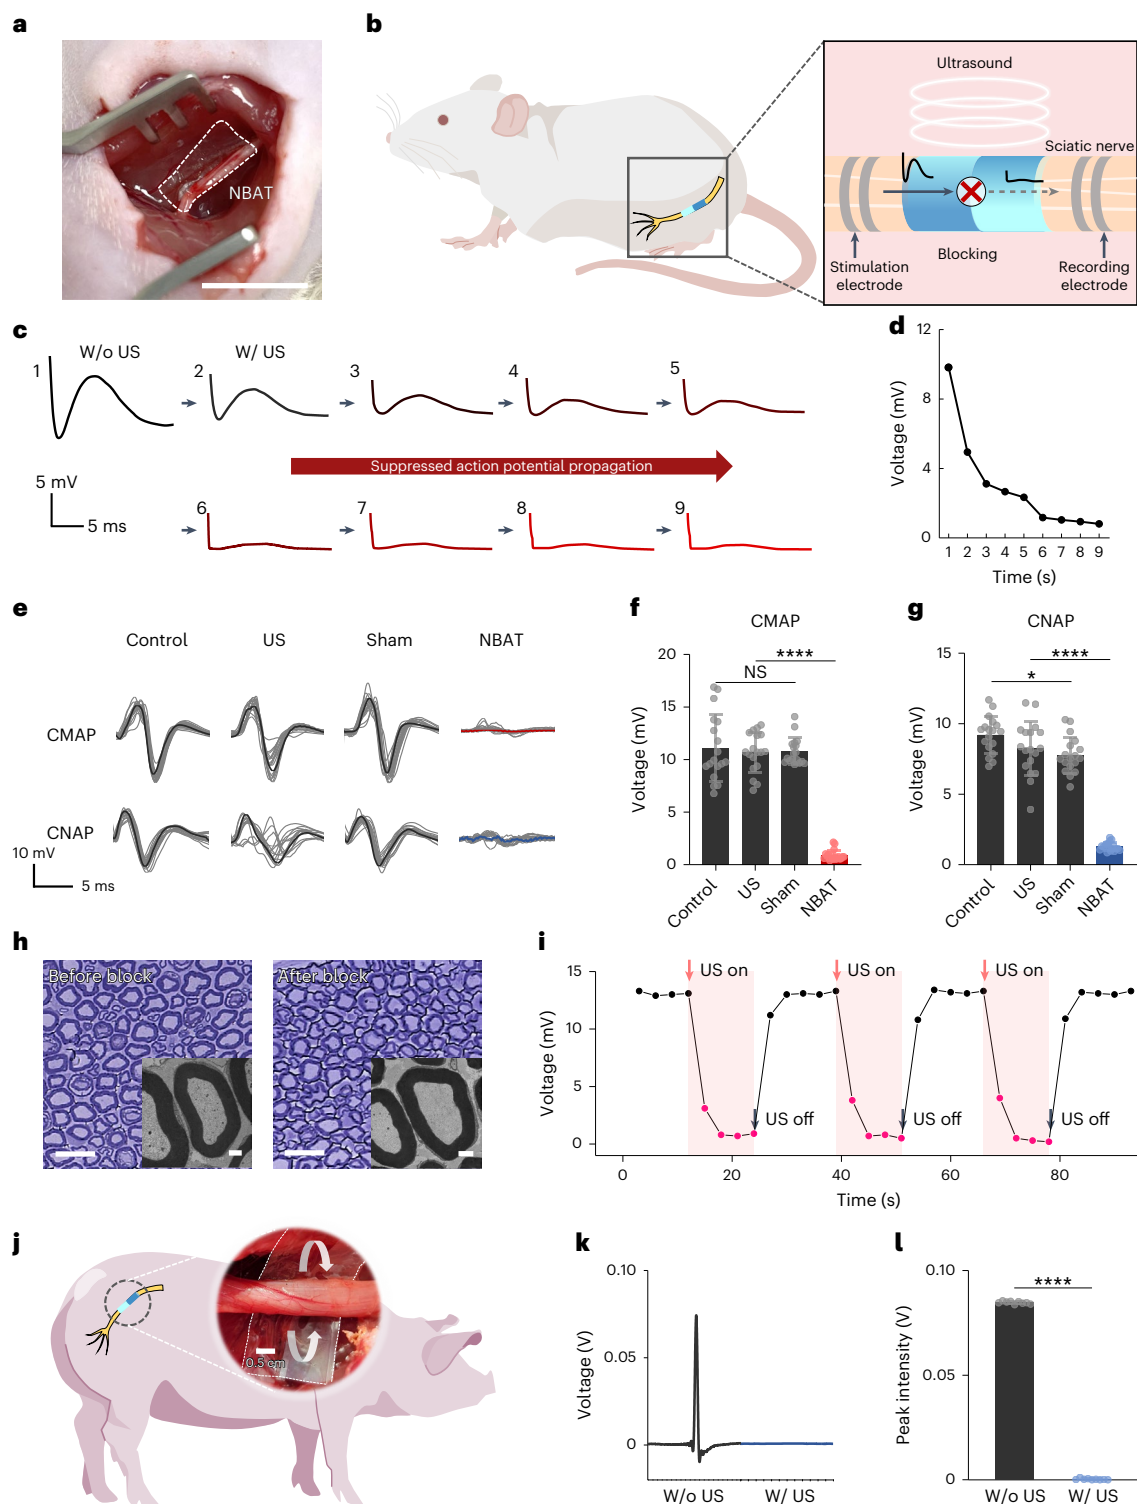 a
NBAT
b
Ultrasound
Sciatic nerve
Stimulation
electrode
Blocking
Recording
electrode
c
W/o US
W/ US
1
2
3
4
5
Suppressed action potential propagation
5 mV
5 ms
6
7
8
9
d
Voltage (mV)
12
8
4
0
1 2 3 4 5 6 7 8 9
Time (s)
e
Control
US
Sham
NBAT
CMAP
CNAP
10 mV
5 ms
f
CMAP
Voltage (mV)
20
15
10
5
0
NS
****
Control
US
Sham
NBAT
g
CNAP
Voltage (mV)
15
10
5
0
*
****
Control
US
Sham
NBAT
h
Before block
After block
i
Voltage (mV)
15
10
5
0
US on
US off
US on
US off
US on
US off
0 20 40 60 80
Time (s)
j
0.5 cm
k
Voltage (V)
0.10
0.05
0
W/o US
W/ US
l
Peak intensity (V)
0.10
0.05
0
****
W/o US
W/ US